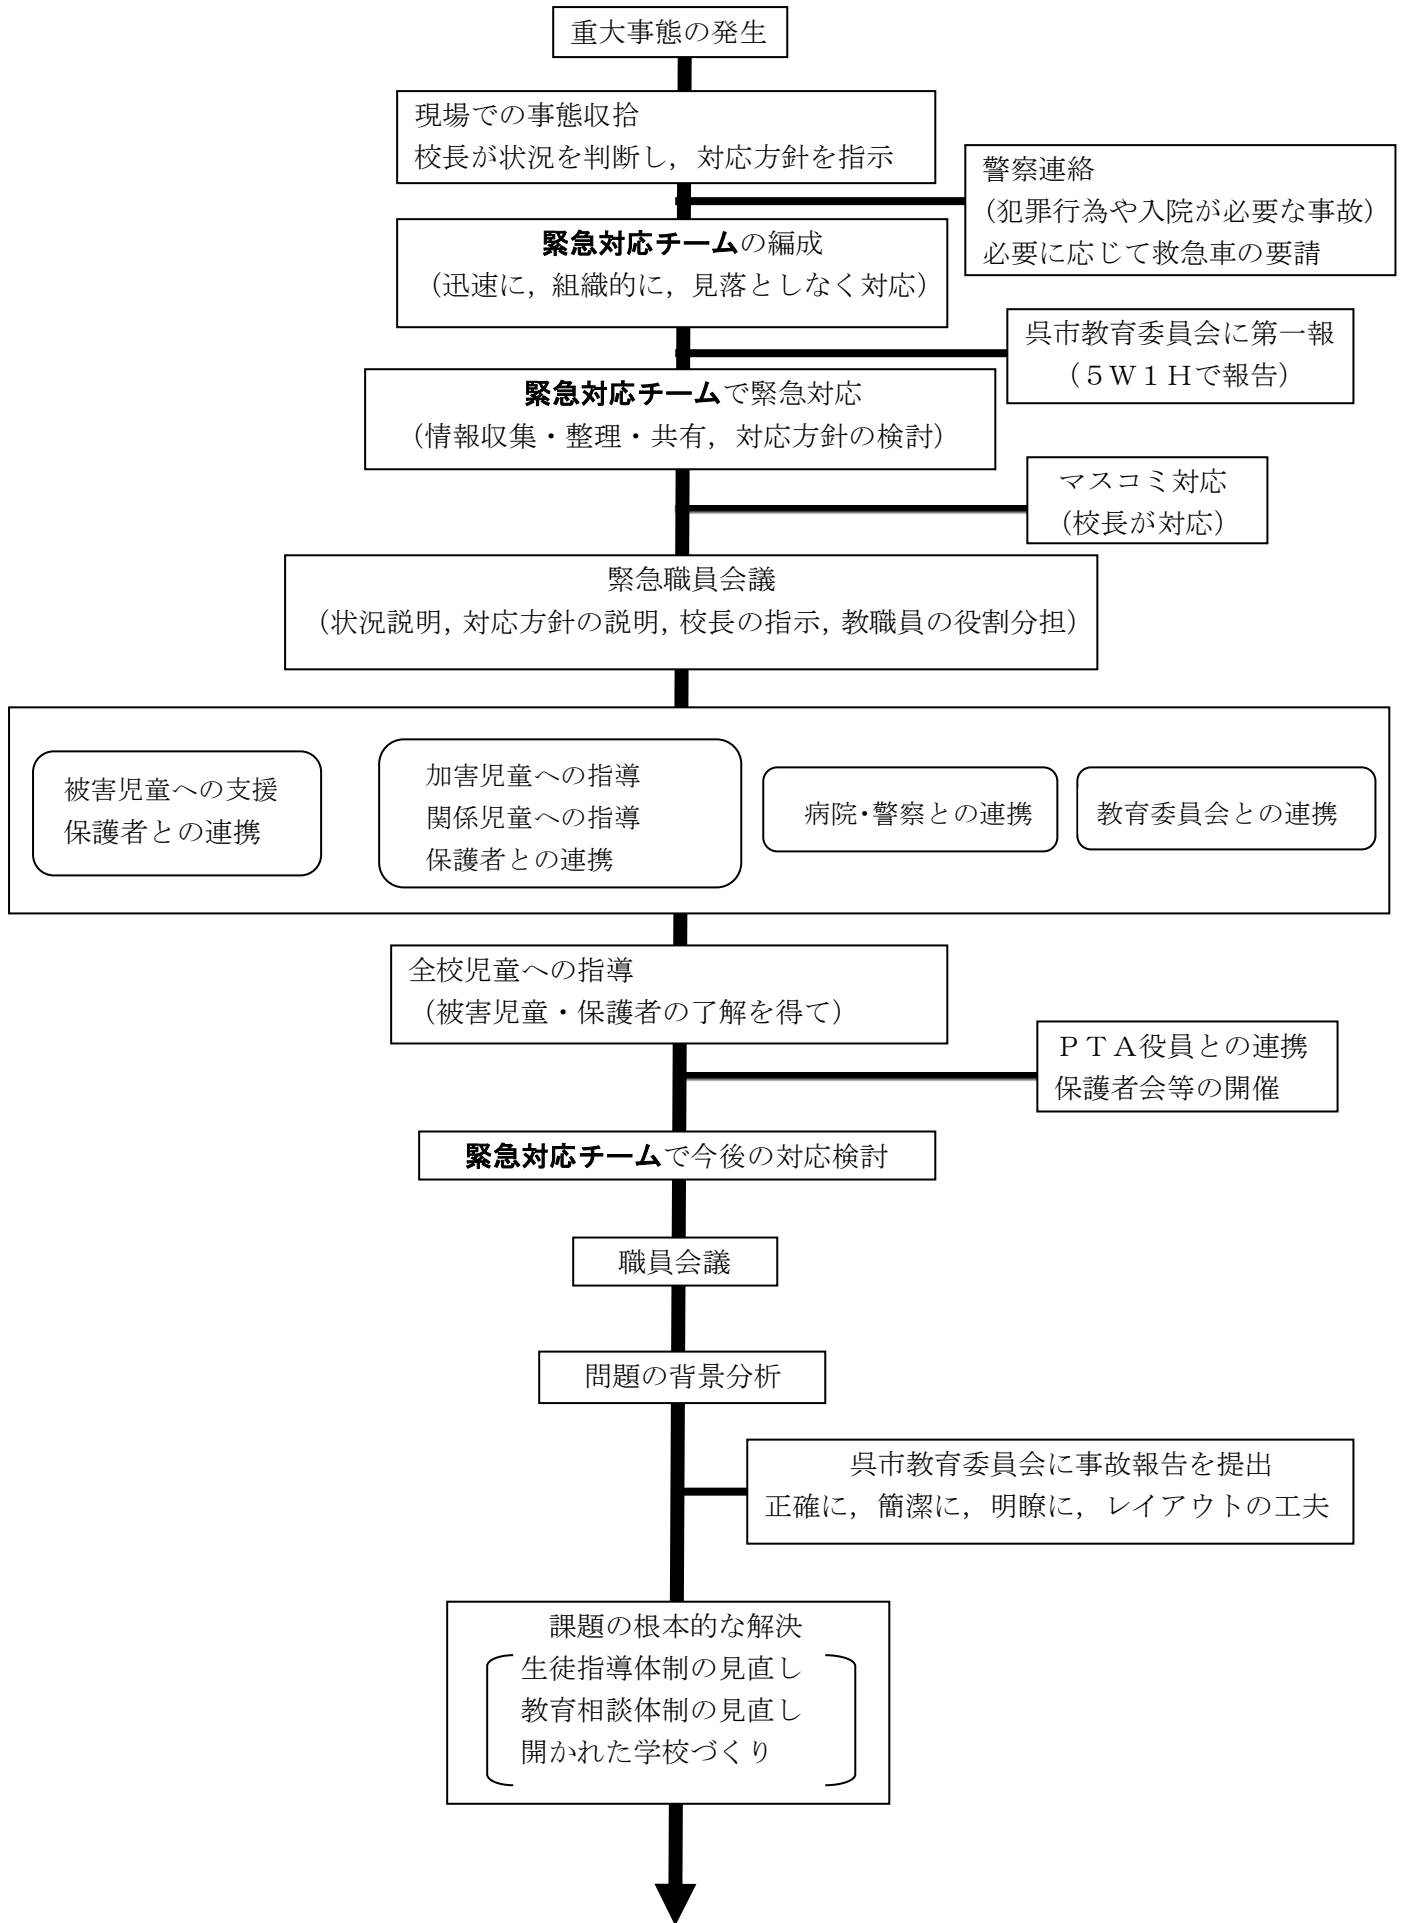 重大事態の発生
現場での事態収拾
校長が状況を判断し，対応方針を指示
警察連絡
（犯罪行為や入院が必要な事故）
必要に応じて救急車の要請
緊急対応チームの編成
（迅速に，組織的に，見落としなく対応）
呉市教育委員会に第一報
（５Ｗ１Ｈで報告）
緊急対応チームで緊急対応
（情報収集・整理・共有，対応方針の検討）
マスコミ対応
（校長が対応）
緊急職員会議
（状況説明，対応方針の説明，校長の指示，教職員の役割分担）
被害児童への支援
保護者との連携
加害児童への指導
関係児童への指導
保護者との連携
病院・警察との連携
教育委員会との連携
全校児童への指導
（被害児童・保護者の了解を得て）
ＰＴＡ役員との連携
保護者会等の開催
緊急対応チームで今後の対応検討
職員会議
問題の背景分析
呉市教育委員会に事故報告を提出
正確に，簡潔に，明瞭に，レイアウトの工夫
課題の根本的な解決
生徒指導体制の見直し
教育相談体制の見直し
開かれた学校づくり